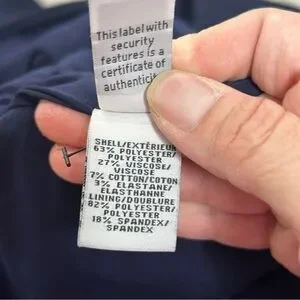 This label with
security
features is a
certificate of
authenticit
SHELL/EXTÉRIEUR
63% POLYESTER/
POLYESTER
27% VISCOSE/
VISCOSE
7% COTTON/COTON
3% ELASTANE/
ELASTHANNE
LINING/DOUBLURE
82% POLYESTER/
POLYESTER
18% SPANDEX/
SPANDEX